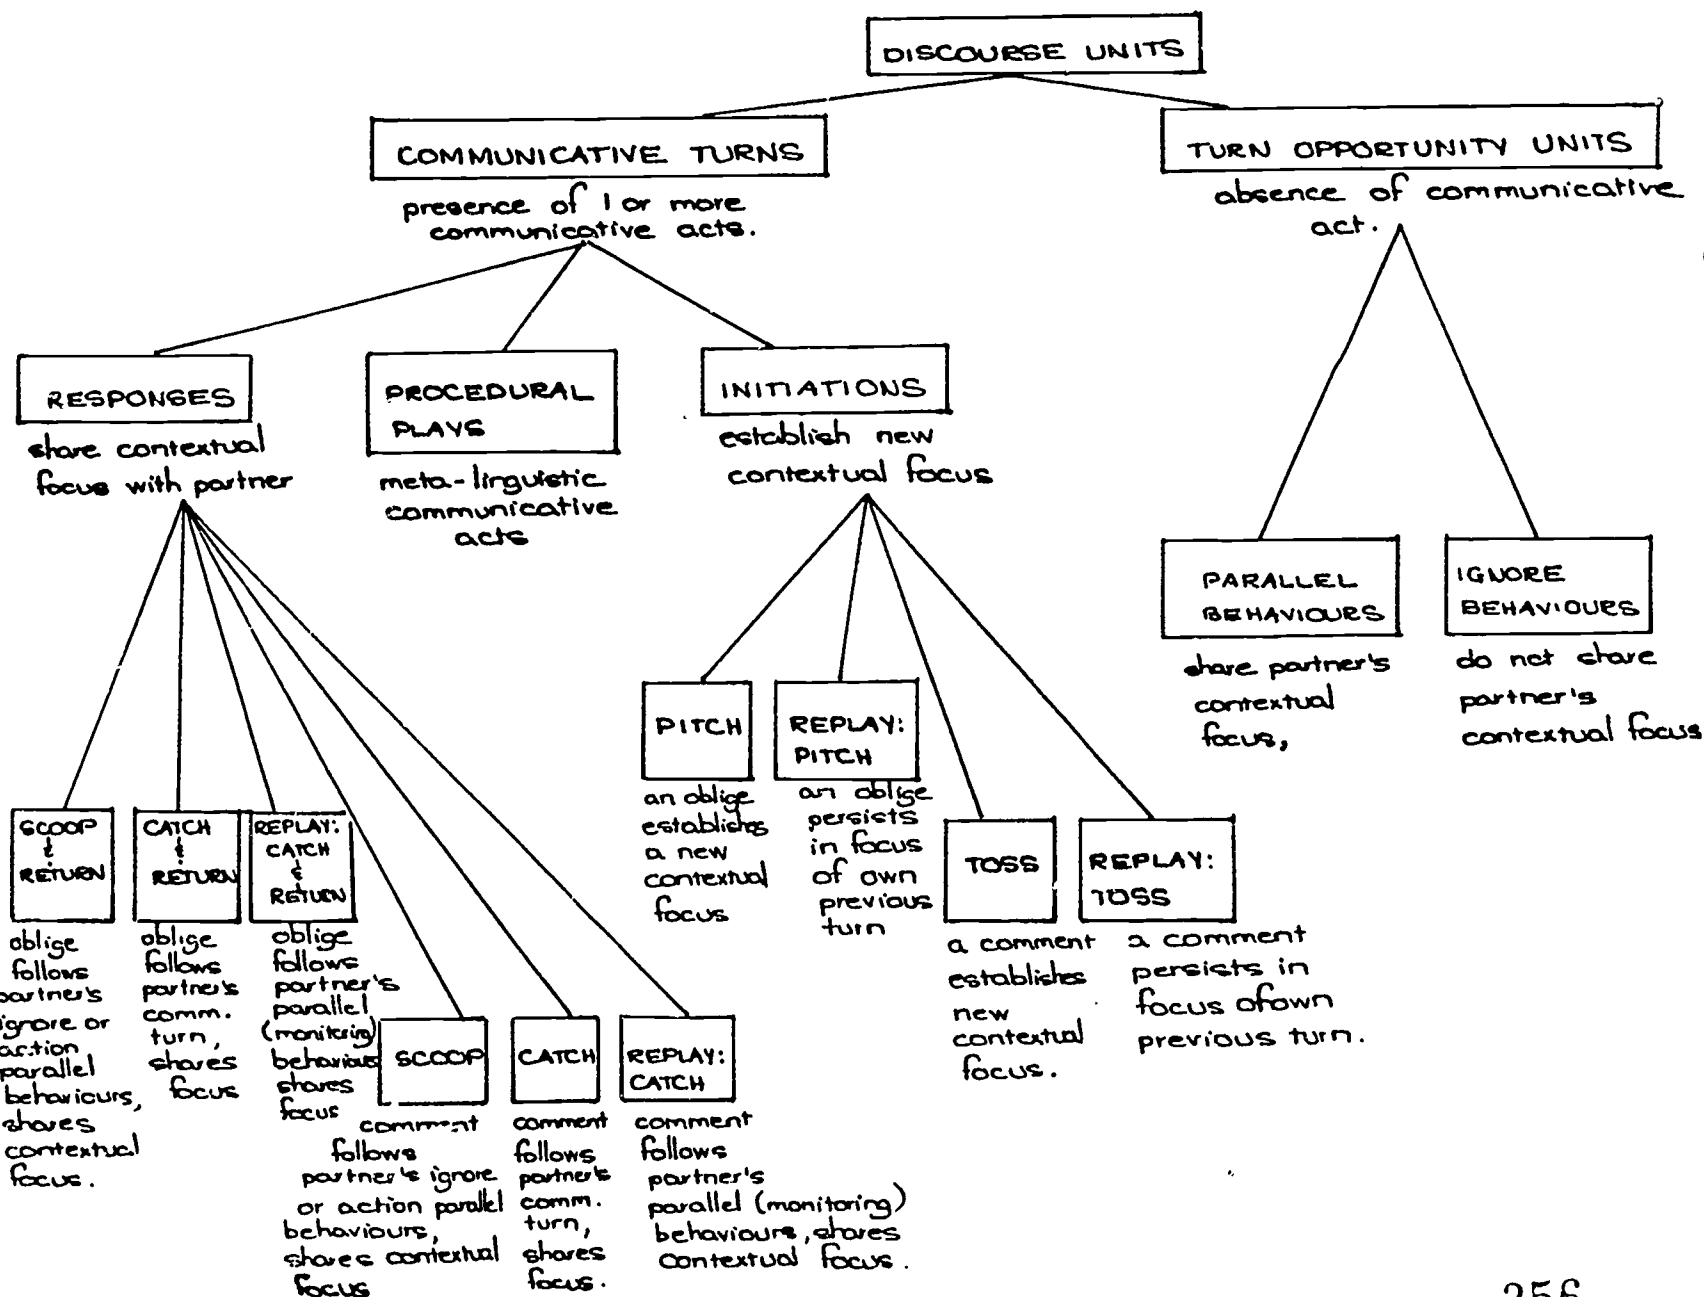 DISCOURSE UNITS
COMMUNICATIVE TURNS
presence of 1 or more
communicative acts.
TURN OPPORTUNITY UNITS
absence of communicative
act.
RESPONSES
share contextual
focus with partner
PROCEDURAL
PLAYS
meta-linguistic
communicative
acts
INITIATIONS
establish new
contextual focus
PARALLEL
BEHAVIOURS
share partner's
contextual
focus,
IGNORE
BEHAVIOURS
do not share
partner's
contextual focus
PITCH
an oblige
establishes
a new
contextual
focus
REPLAY:
PITCH
an oblige
persists
in focus
of own
previous
turn
TOSS
a comment
establishes
new
contextual
focus.
REPLAY:
TOSS
a comment
persists in
focus of own
previous turn.
SCOOP
&
RETURN
oblige
follows
partner's
ignore or
action
parallel
behaviours,
shares
contextual
focus.
CATCH
&
RETURN
oblige
follows
partner's
comm.
turn,
shares
focus
REPLAY:
CATCH
&
RETURN
oblige
follows
partner's
parallel
(monitoring)
behaviours
shares
focus
SCOOP
comment
follows
partner's ignore
or action parallel
behaviours,
shares contextual
focus
CATCH
comment
follows
partner's
comm.
turn,
shares
focus.
REPLAY:
CATCH
comment
follows
partner's
parallel (monitoring)
behaviours, shares
contextual focus.